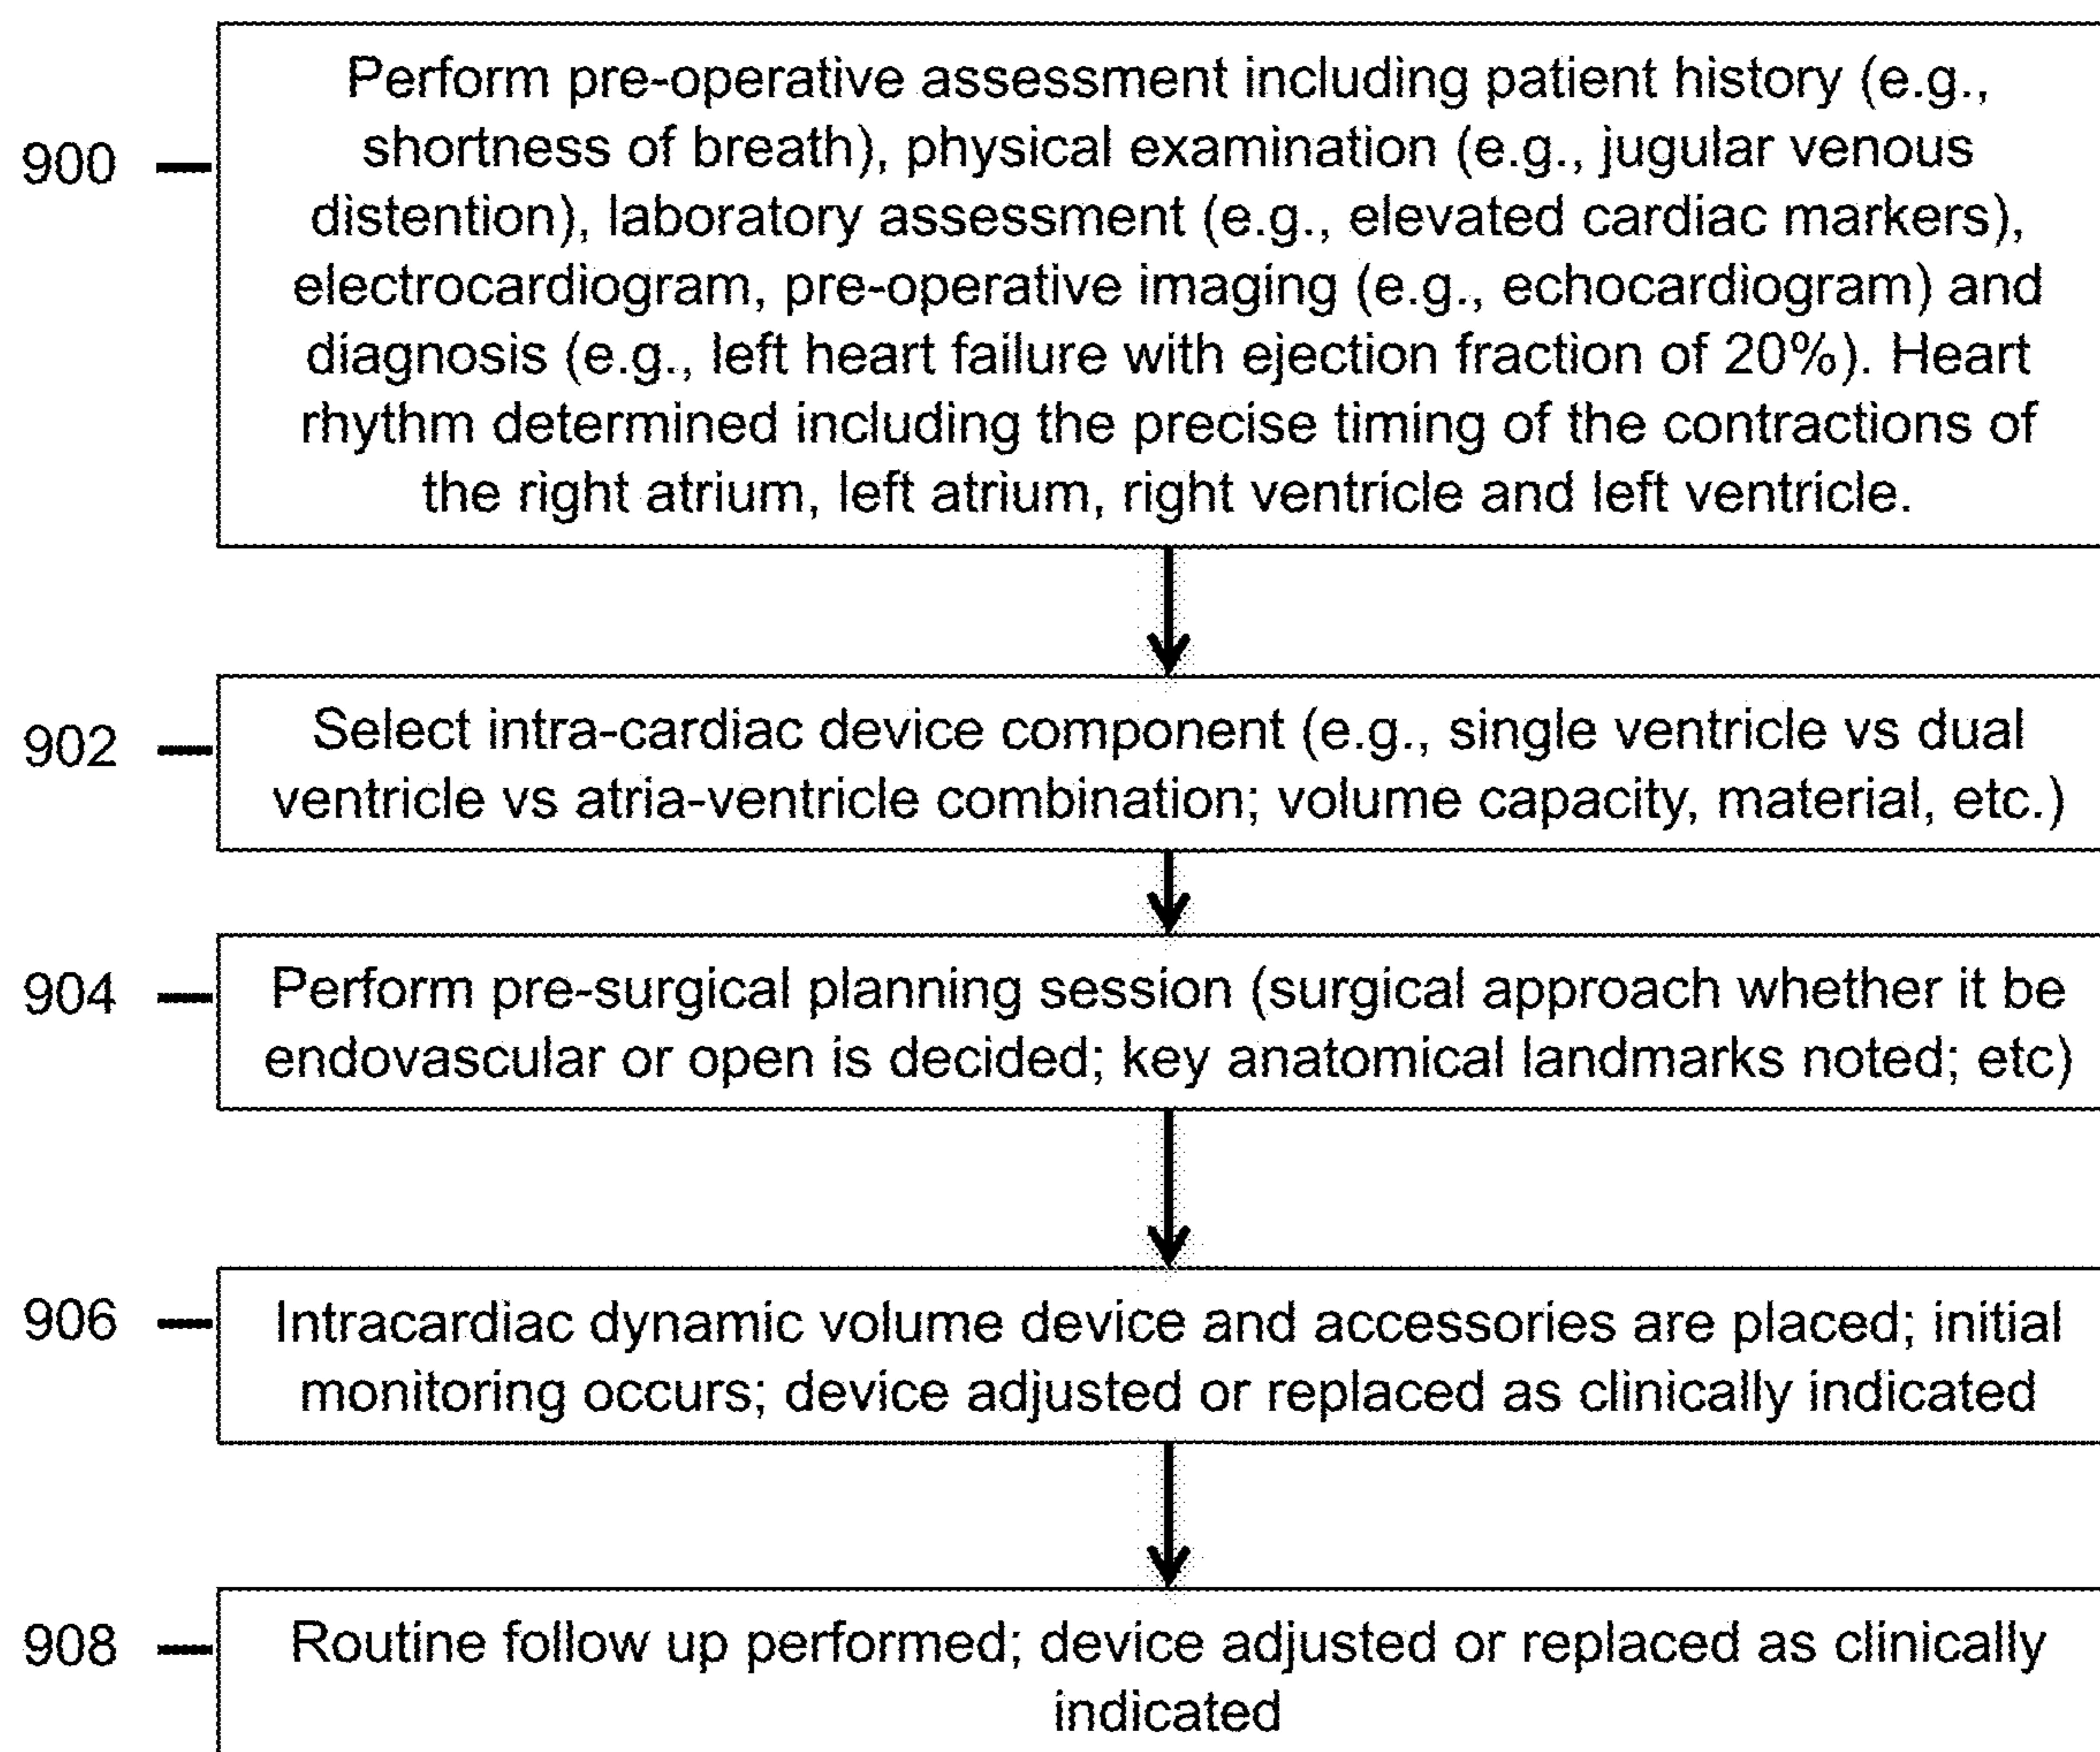 900
Perform pre-operative assessment including patient history (e.g.,
shortness of breath), physical examination (e.g., jugular venous
distention), laboratory assessment (e.g., elevated cardiac markers),
electrocardiogram, pre-operative imaging (e.g., echocardiogram) and
diagnosis (e.g., left heart failure with ejection fraction of 20%). Heart
rhythm determined including the precise timing of the contractions of
the right atrium, left atrium, right ventricle and left ventricle.
902
Select intra-cardiac device component (e.g., single ventricle vs dual
ventricle vs atria-ventricle combination; volume capacity, material, etc.)
904
Perform pre-surgical planning session (surgical approach whether it be
endovascular or open is decided; key anatomical landmarks noted; etc)
906
Intracardiac dynamic volume device and accessories are placed; initial
monitoring occurs; device adjusted or replaced as clinically indicated
908
Routine follow up performed; device adjusted or replaced as clinically
indicated